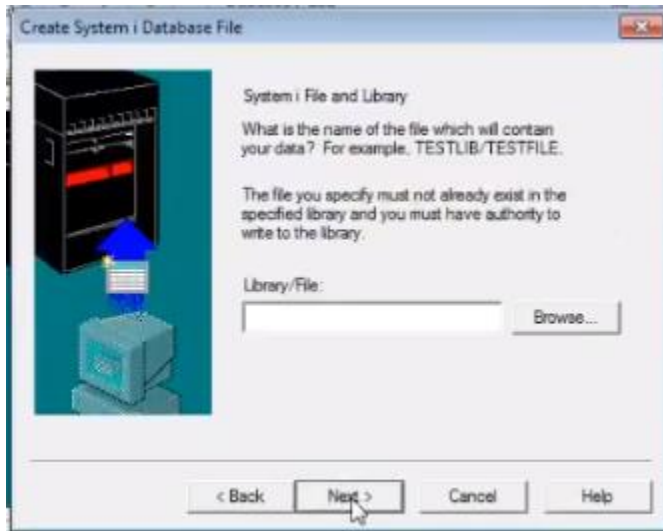 Create System i Database File
System i File and Library
What is the name of the file which will contain
your data? For example, TESTLIB/TESTFILE.
The file you specify must not already exist in the
specified library and you must have authority to
write to the library.
Library/File:
Browse...
< Back
Next >
Cancel
Help